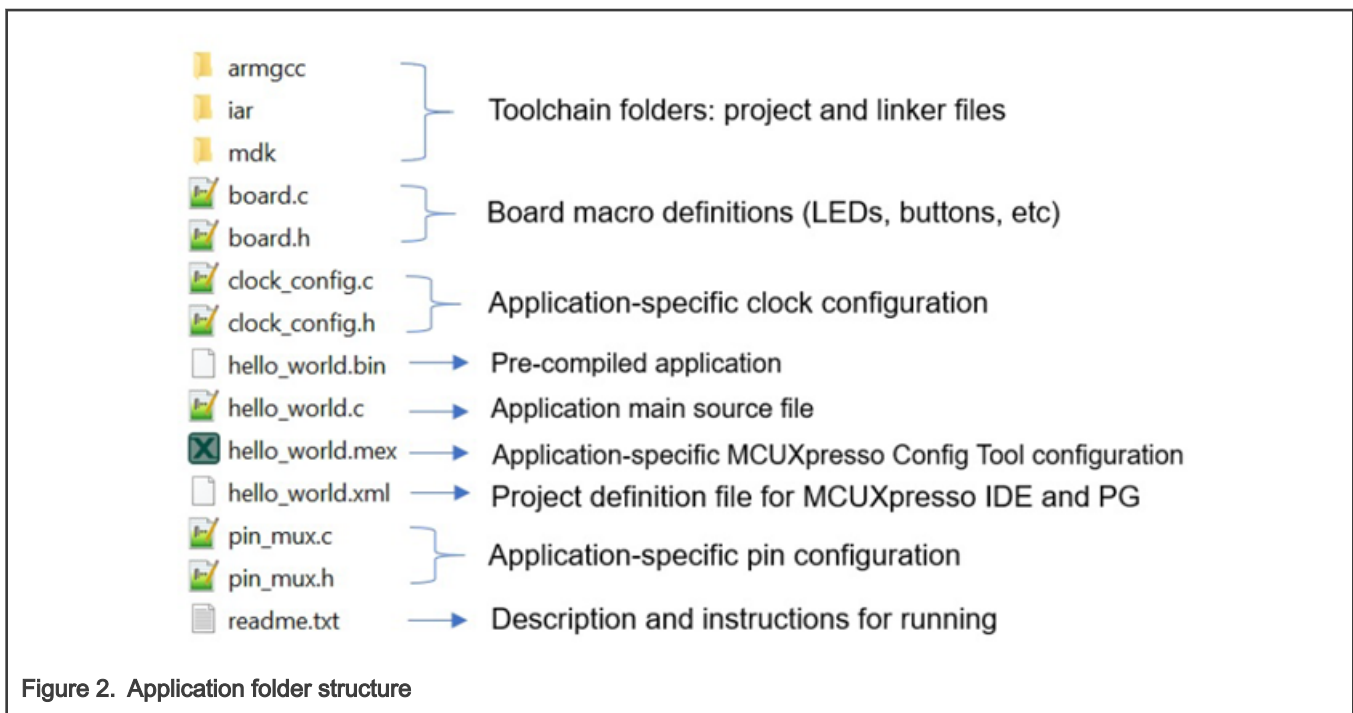 armgcc
iar
Toolchain folders: project and linker files
mdk
board.c
Board macro definitions (LEDs, buttons, etc)
board.h
clock_config.c
Application-specific clock configuration
clock_config.h
hello_world.bin Pre-compiled application
hello_world.c Application main source file
hello_world.mex Application-specific MCUXpresso Config Tool configuration
hello_world.xml Project definition file for MCUXpresso IDE and PG
pin_mux.c
Application-specific pin configuration
pin_mux.h
readme.txt Description and instructions for running
Figure 2. Application folder structure